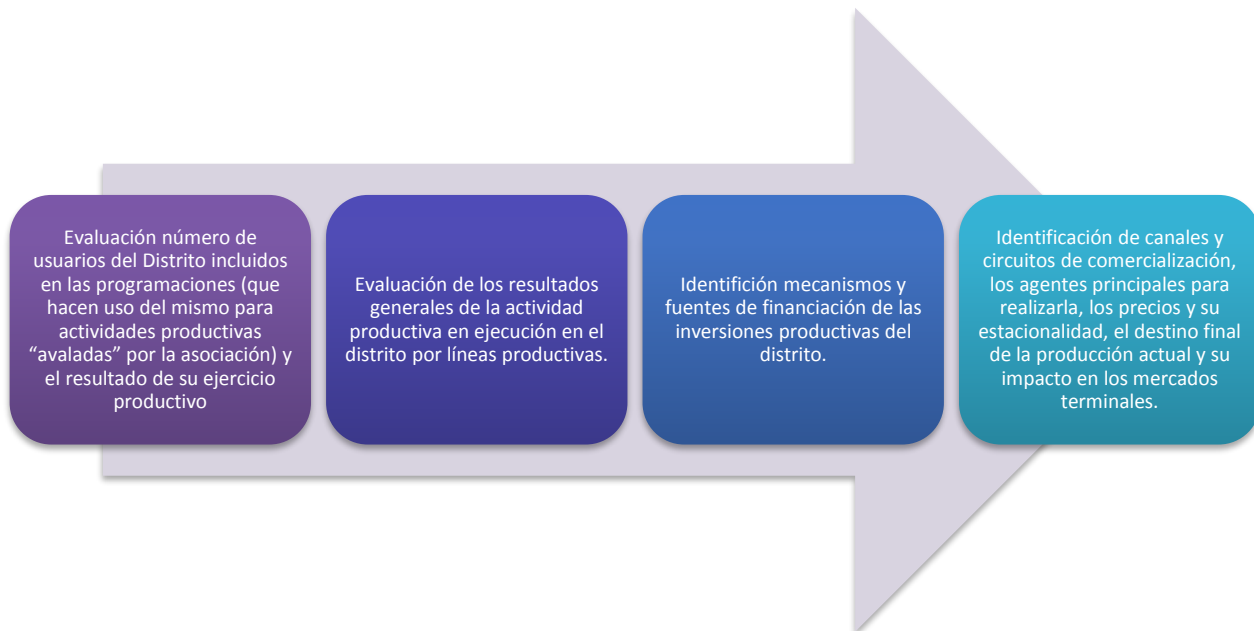 Evaluación número de
usuarios del Distrito incluidos
en las programaciones (que
hacen uso del mismo para
actividades productivas
“avaladas” por la asociación) y
el resultado de su ejercicio
productivo
Evaluación de los resultados
generales de la actividad
productiva en ejecución en el
distrito por líneas productivas.
Identifición mecanismos y
fuentes de financiación de las
inversiones productivas del
distrito.
Identificación de canales y
circuitos de comercialización,
los agentes principales para
realizarla, los precios y su
estacionalidad, el destino final
de la producción actual y su
impacto en los mercados
terminales.